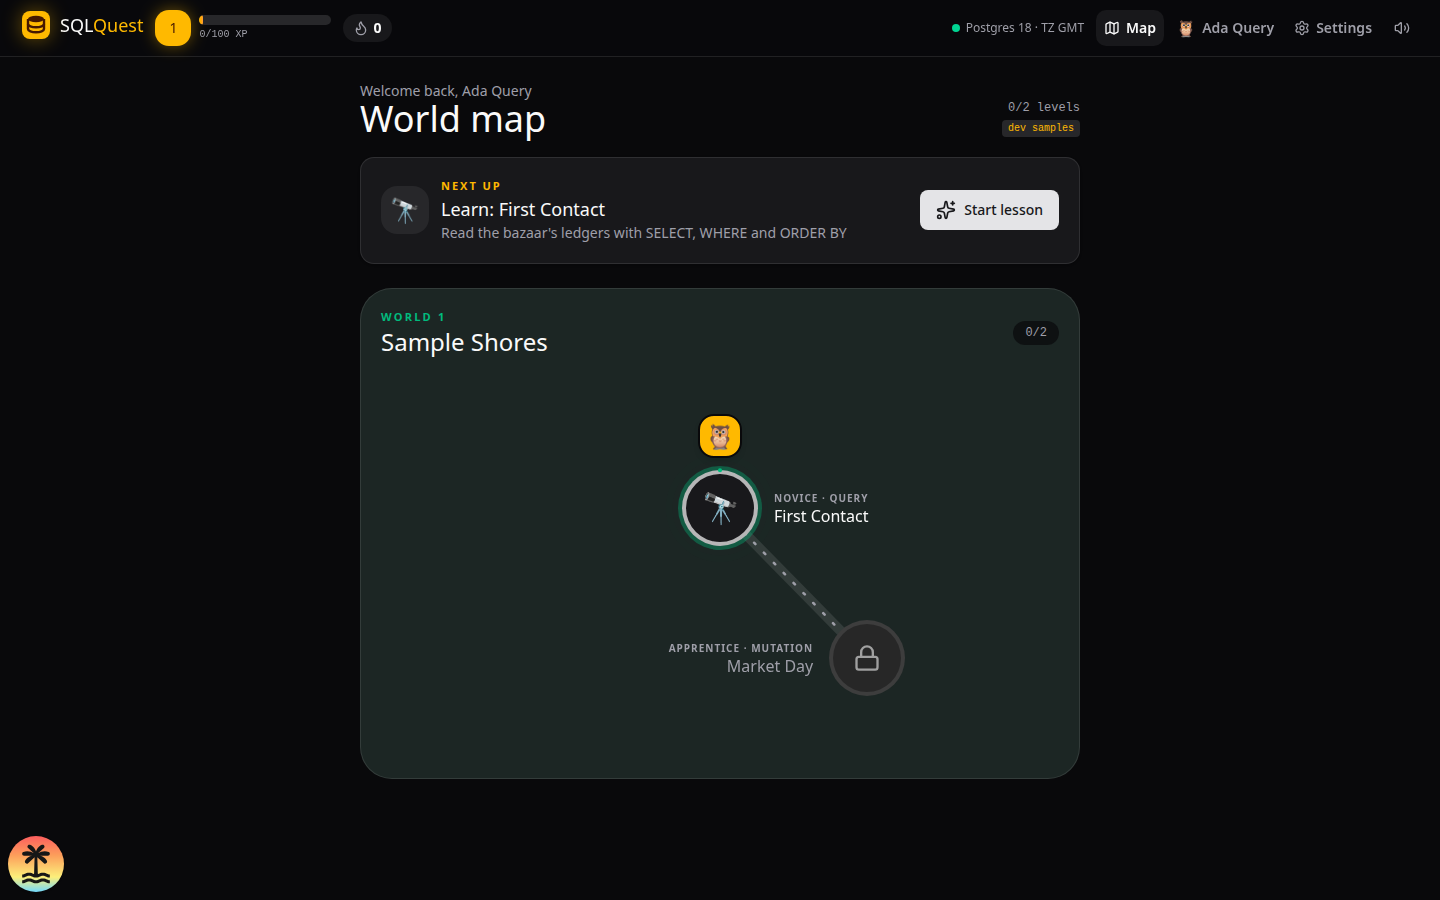 SQLQuest
1
0/100 XP
0
Postgres 18 · TZ GMT
Map
Ada Query
Settings
Welcome back, Ada Query
World map
0/2 levels
dev samples
NEXT UP
Learn: First Contact
Read the bazaar's ledgers with SELECT, WHERE and ORDER BY
Start lesson
WORLD 1
Sample Shores
0/2
NOVICE · QUERY
First Contact
APPRENTICE · MUTATION
Market Day